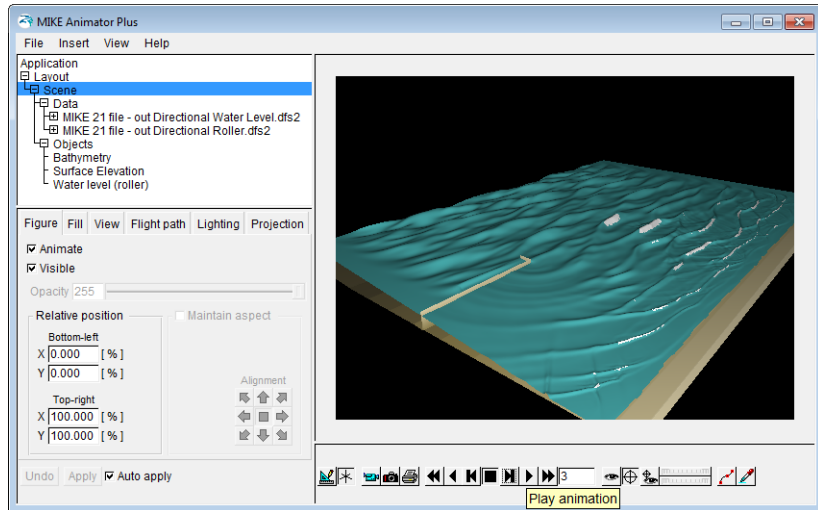 MIKE Animator Plus
File Insert View Help
Application
Layout
Scene
Data
MIKE 21 file - out Directional Water Level.dfs2
MIKE 21 file - out Directional Roller.dfs2
Objects
Bathymetry
Surface Elevation
Water level (roller)
Figure Fill View Flight path Lighting Projection
Animate
Visible
Opacity 255
Relative position Maintain aspect
Bottom-left
X 0.000 [ % ]
Y 0.000 [ % ]
Alignment
Top-right
X 100.000 [ % ]
Y 100.000 [ % ]
Undo Apply Auto apply
3
Play animation